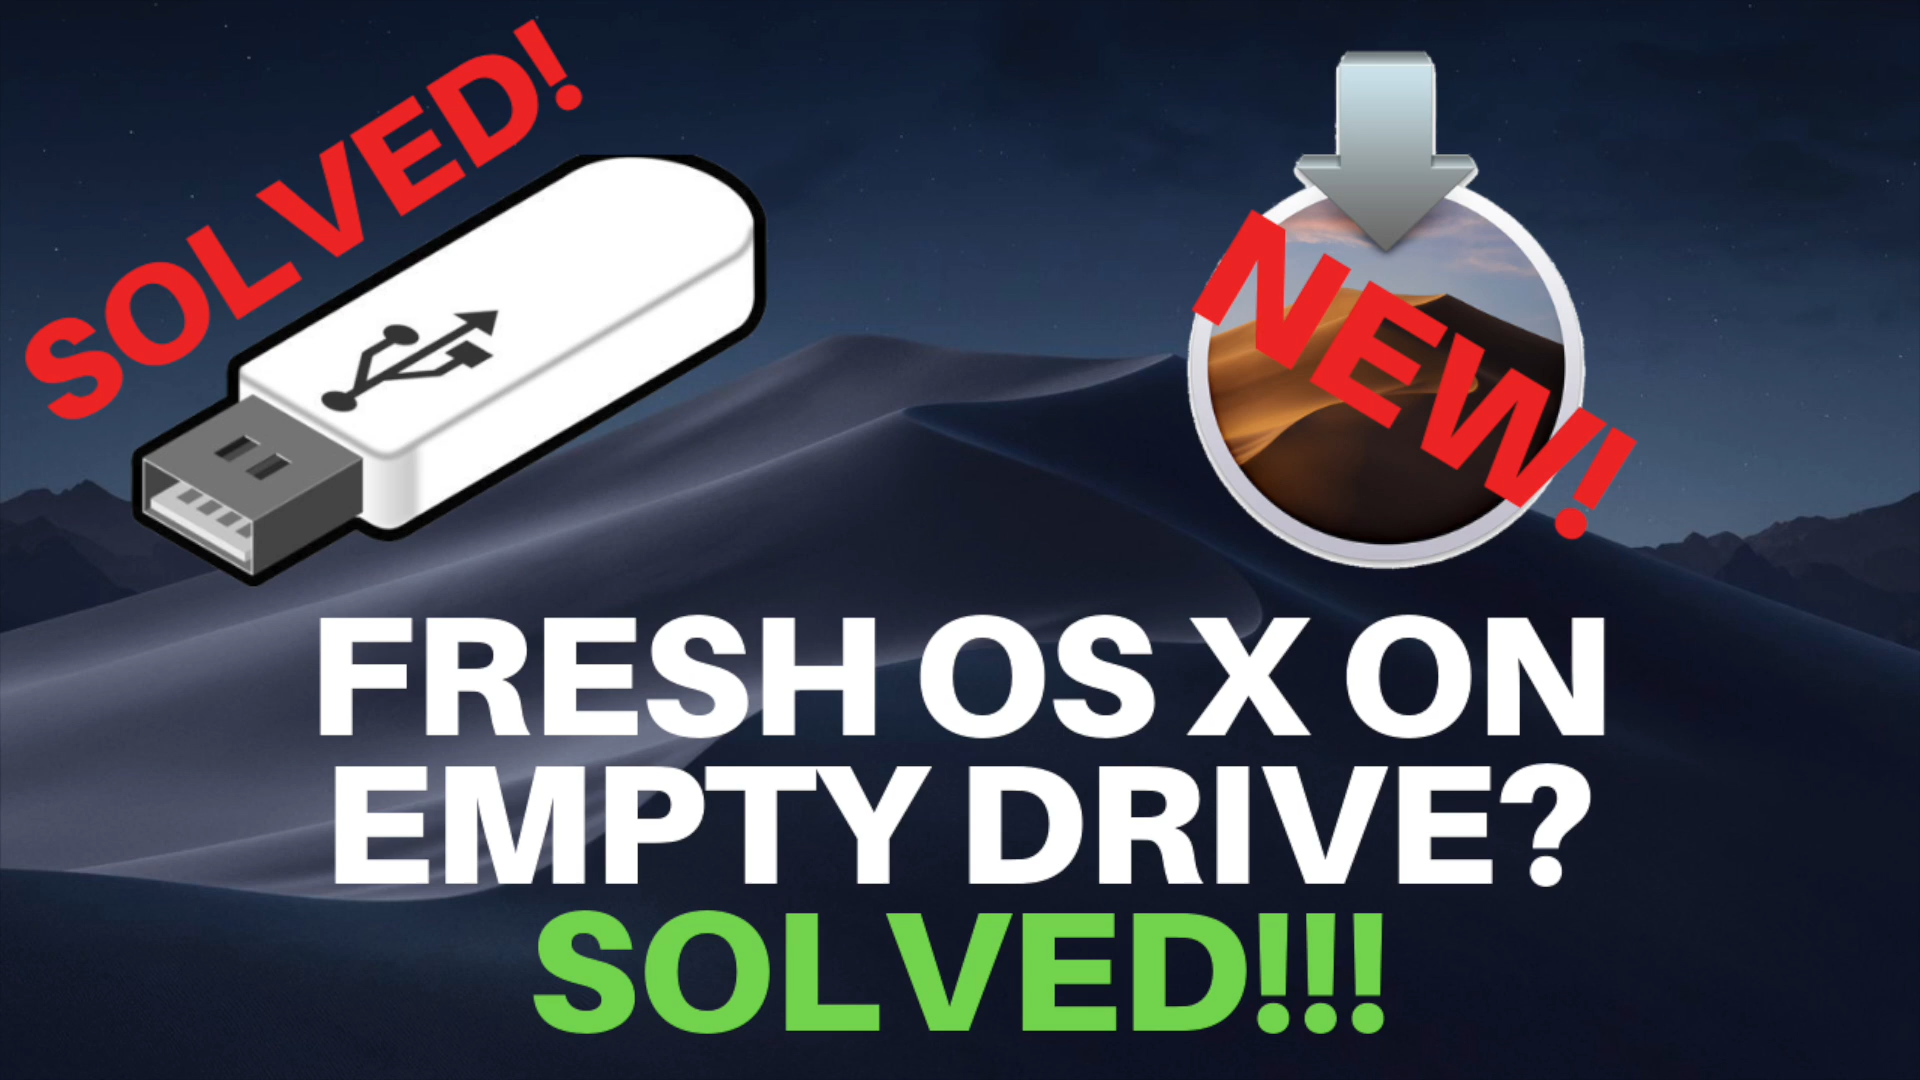 SOLVED!
NEW!
FRESH OS X ON
EMPTY DRIVE?
SOLVED!!!